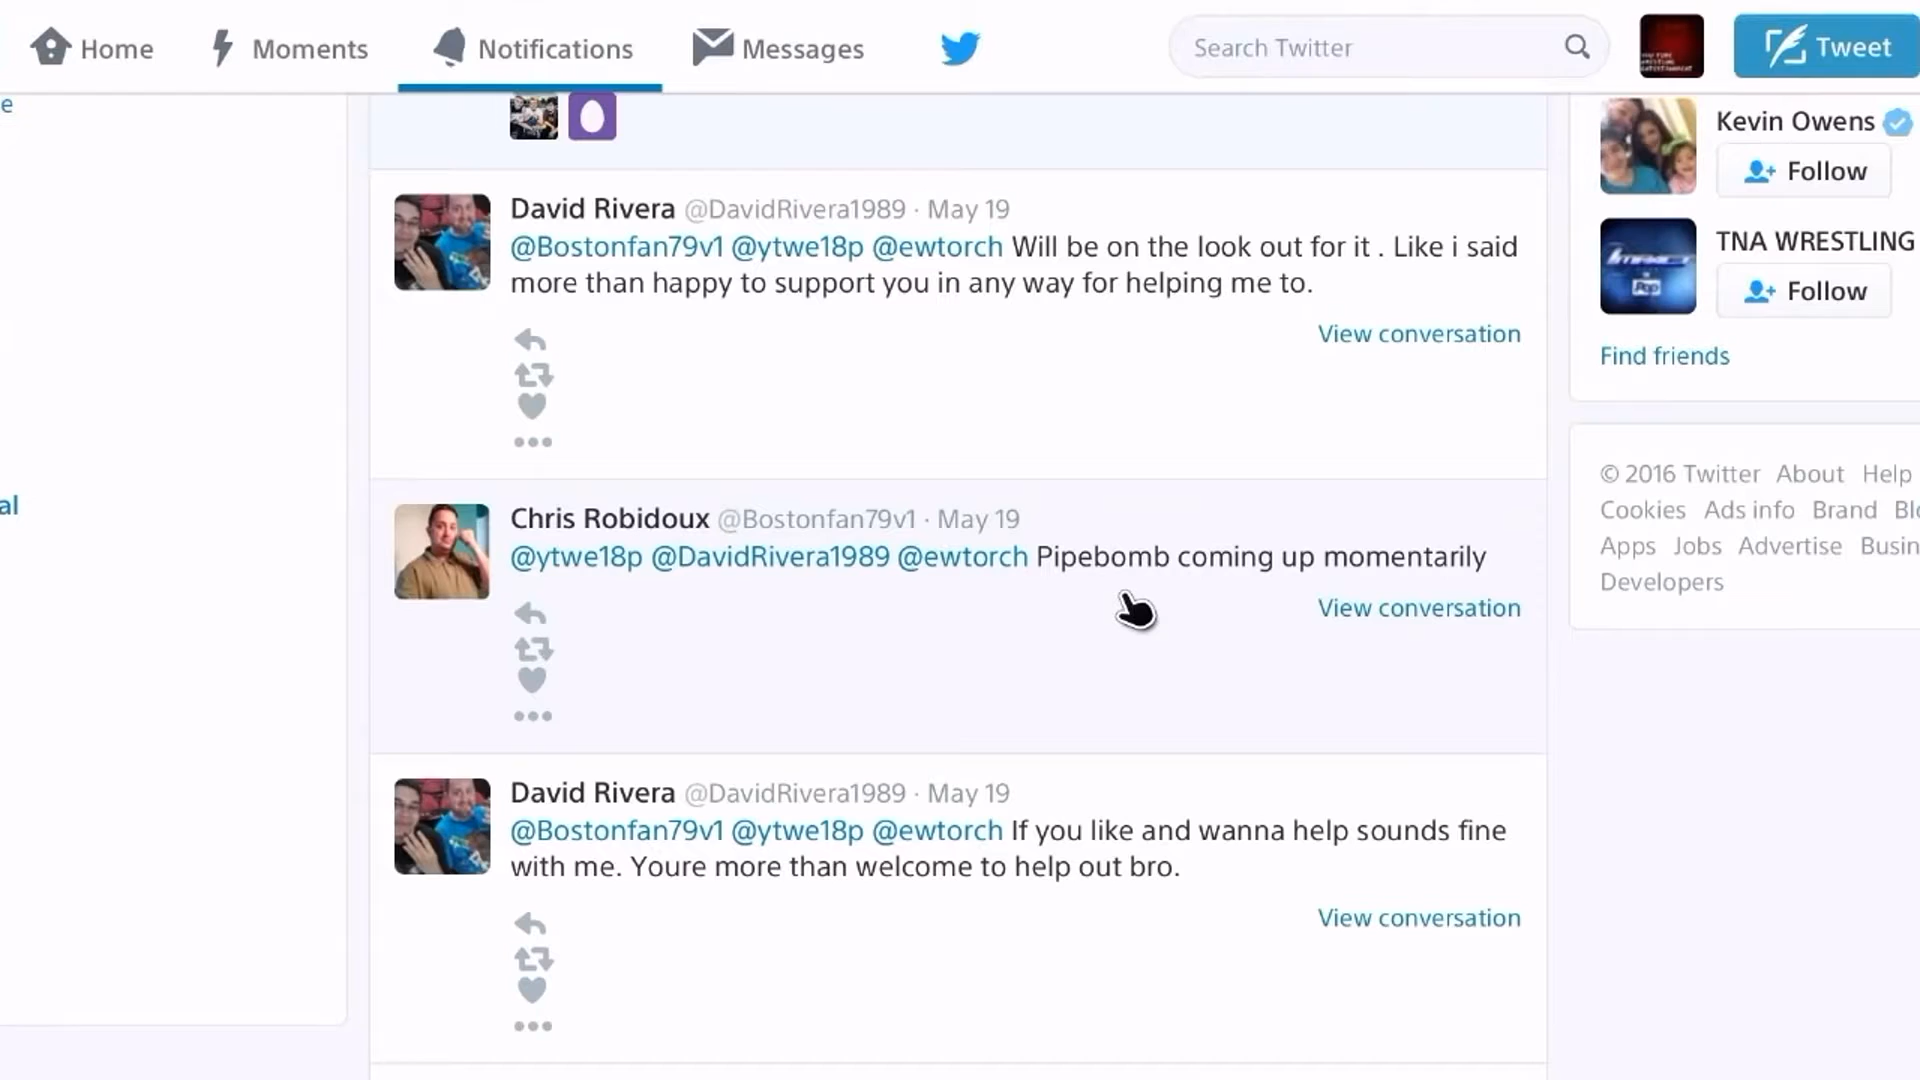 Home
Moments
Notifications
Messages
Search Twitter
Tweet
e
al
David Rivera @DavidRivera1989 · May 19
@Bostonfan79v1 @ytwe18p @ewtorch Will be on the look out for it . Like i said
more than happy to support you in any way for helping me to.
View conversation
Chris Robidoux @Bostonfan79v1 · May 19
@ytwe18p @DavidRivera1989 @ewtorch Pipebomb coming up momentarily
View conversation
David Rivera @DavidRivera1989 · May 19
@Bostonfan79v1 @ytwe18p @ewtorch If you like and wanna help sounds fine
with me. Youre more than welcome to help out bro.
View conversation
Kevin Owens
Follow
TNA WRESTLING
Follow
Find friends
© 2016 Twitter About Help
Cookies Ads info Brand Blo
Apps Jobs Advertise Busin
Developers